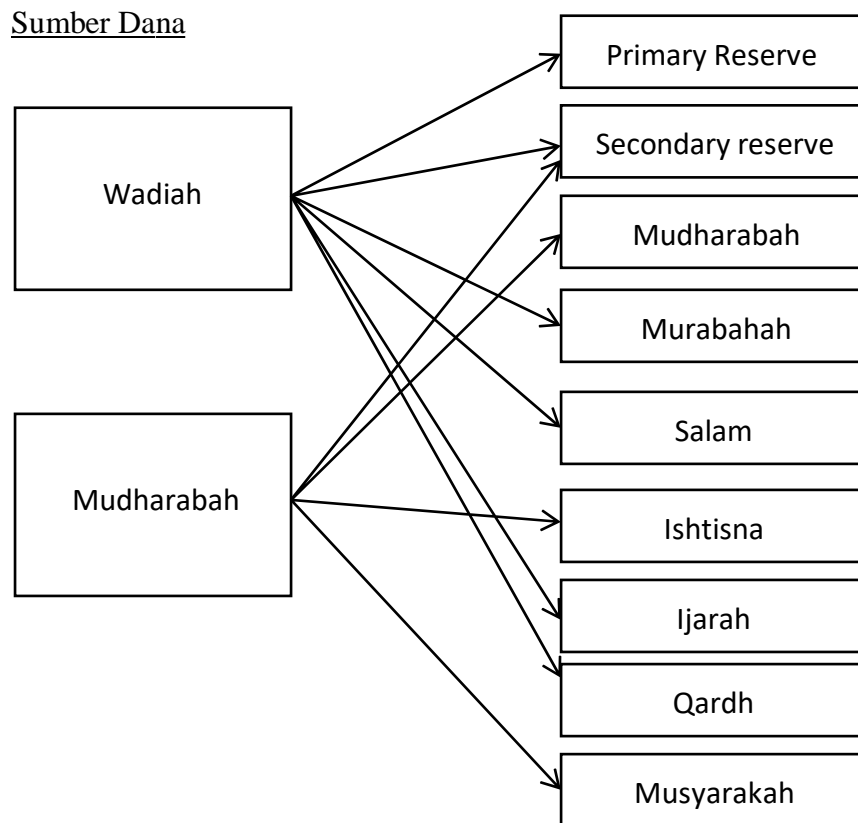 Sumber Dana
Wadiah
Mudharabah
Primary Reserve
Secondary reserve
Mudharabah
Murabahah
Salam
Ishtisna
Ijarah
Qardh
Musyarakah